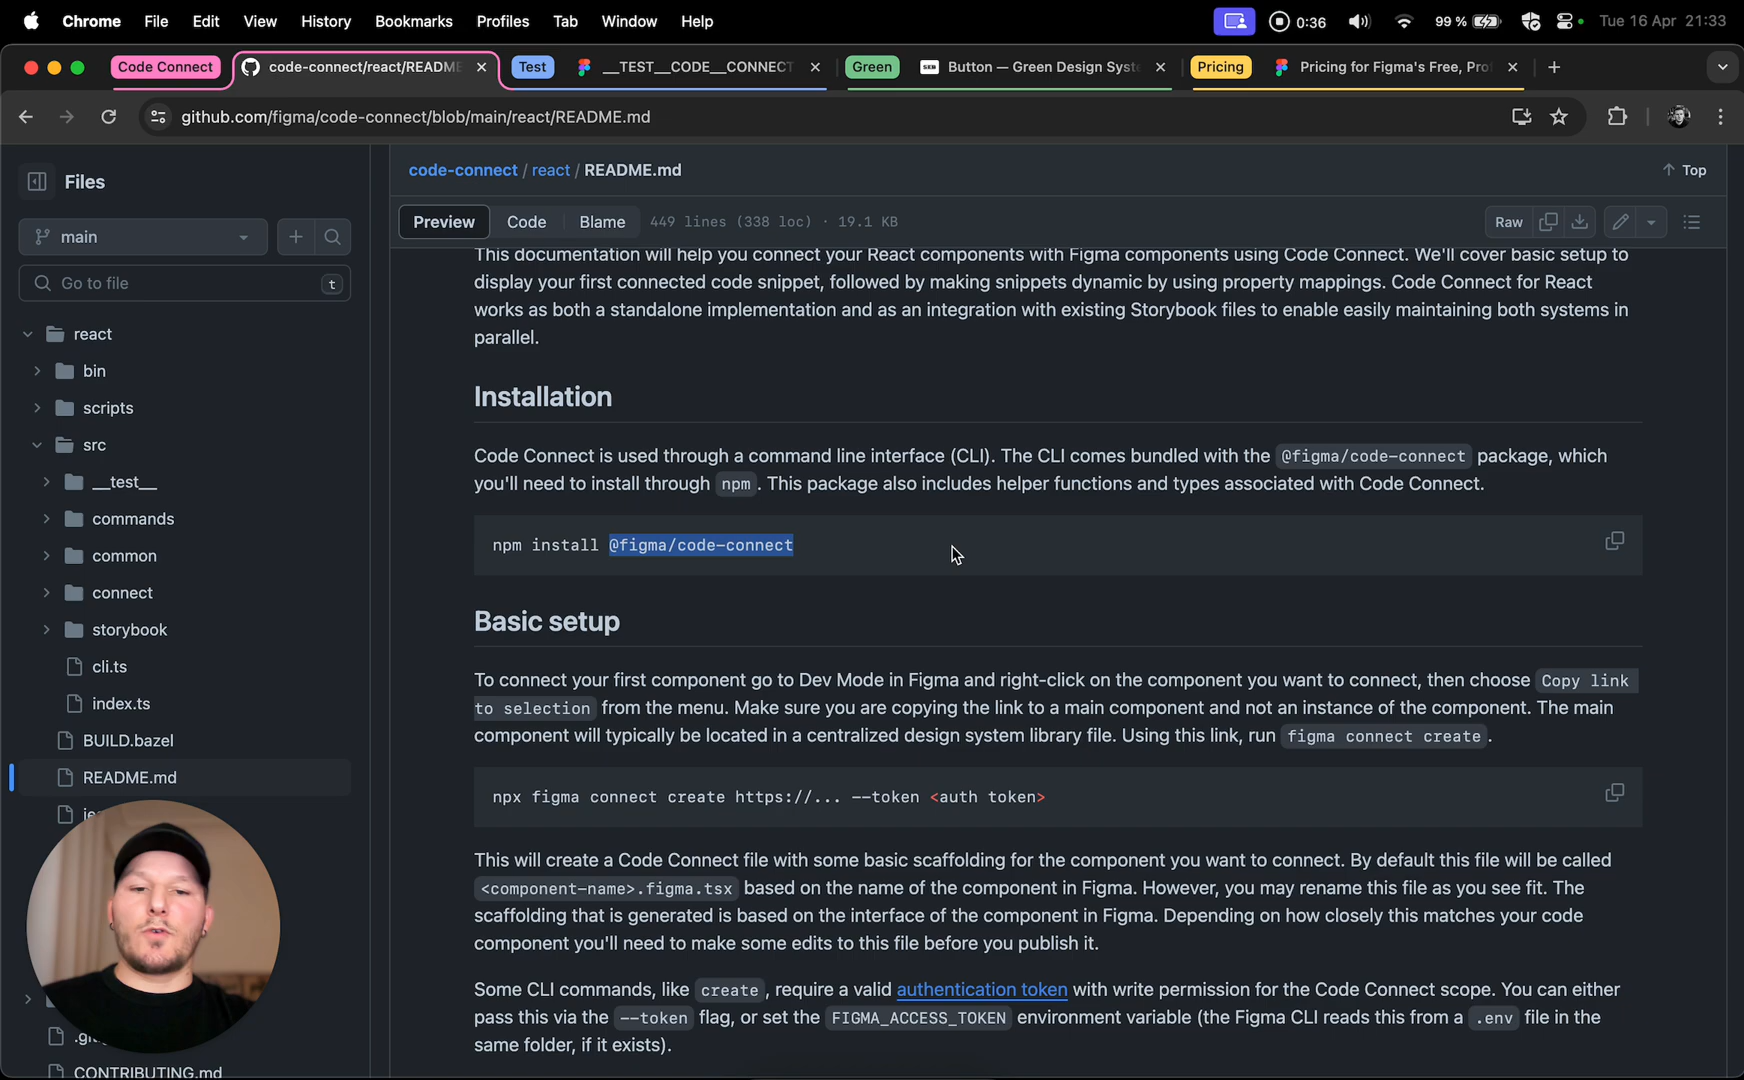 Chrome File Edit View History Bookmarks Profiles Tab Window Help 0:36 99 % Tue 16 Apr 21:33
Code Connect code-connect/react/README Test __TEST__CODE__CONNECT Green SEB Button — Green Design Syst Pricing Pricing for Figma's Free, Pro
github.com/figma/code-connect/blob/main/react/README.md
Files
main
Go to file t
react
bin
scripts
src
__test__
commands
common
connect
storybook
cli.ts
index.ts
BUILD.bazel
README.md
CONTRIBUTING.md
code-connect / react / README.md Top
Preview Code Blame 449 lines (338 loc) · 19.1 KB Raw
This documentation will help you connect your React components with Figma components using Code Connect. We'll cover basic setup to
display your first connected code snippet, followed by making snippets dynamic by using property mappings. Code Connect for React
works as both a standalone implementation and as an integration with existing Storybook files to enable easily maintaining both systems in
parallel.
Installation
Code Connect is used through a command line interface (CLI). The CLI comes bundled with the @figma/code-connect package, which
you'll need to install through npm . This package also includes helper functions and types associated with Code Connect.
npm install @figma/code-connect
Basic setup
To connect your first component go to Dev Mode in Figma and right-click on the component you want to connect, then choose Copy link
to selection from the menu. Make sure you are copying the link to a main component and not an instance of the component. The main
component will typically be located in a centralized design system library file. Using this link, run figma connect create .
npx figma connect create https://... --token <auth token>
This will create a Code Connect file with some basic scaffolding for the component you want to connect. By default this file will be called
<component-name>.figma.tsx based on the name of the component in Figma. However, you may rename this file as you see fit. The
scaffolding that is generated is based on the interface of the component in Figma. Depending on how closely this matches your code
component you'll need to make some edits to this file before you publish it.
Some CLI commands, like create , require a valid authentication token with write permission for the Code Connect scope. You can either
pass this via the --token flag, or set the FIGMA_ACCESS_TOKEN environment variable (the Figma CLI reads this from a .env file in the
same folder, if it exists).